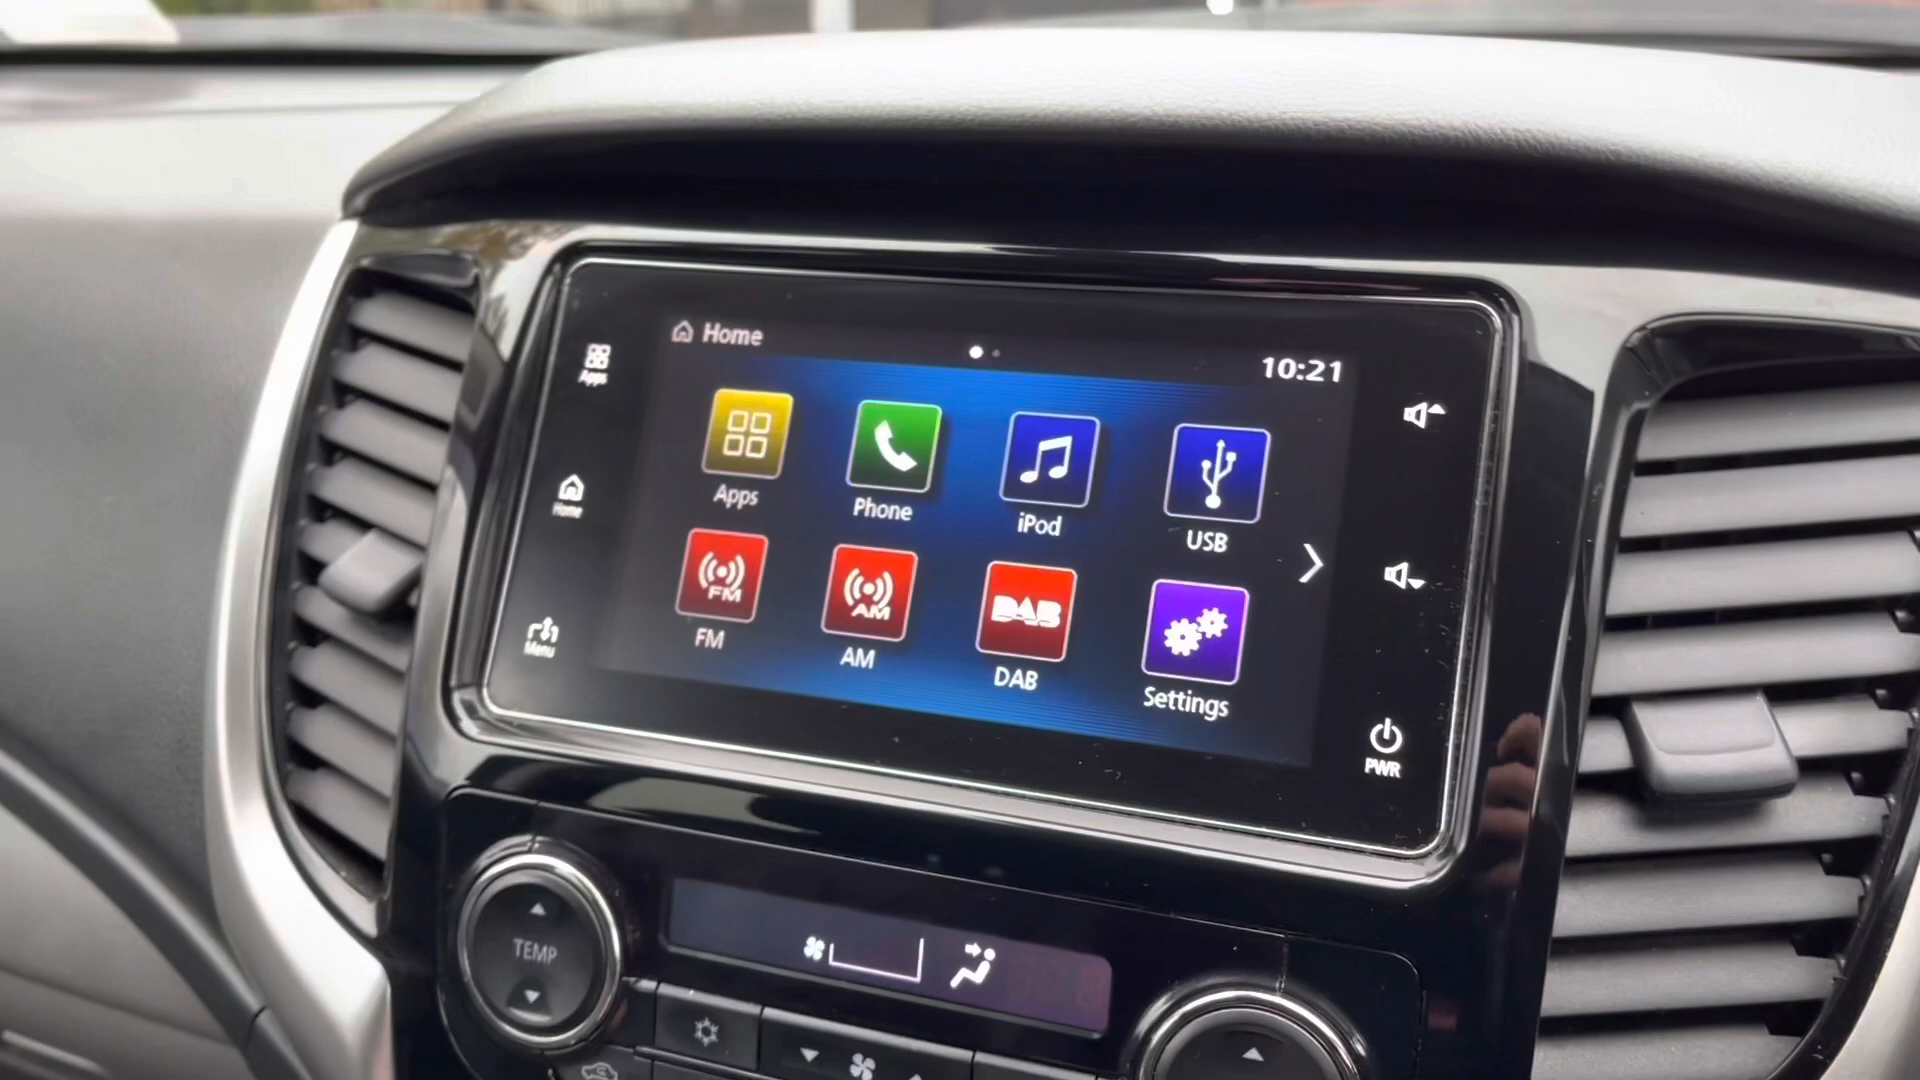 Home
10:21
Apps
Apps
Phone
iPod
USB
Home
FM
AM
DAB
FM
AM
DAB
Settings
Menu
PWR
TEMP